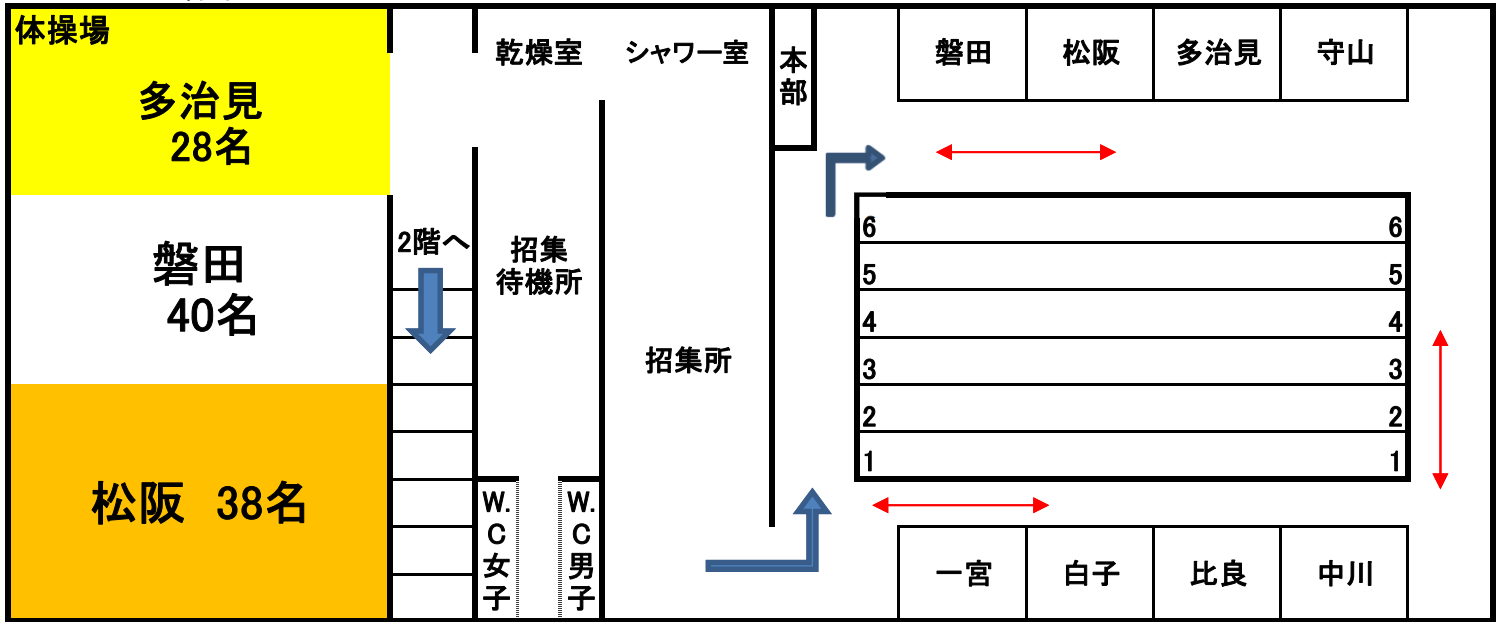 体操場
多治見
28名
磐田
40名
松阪 38名
2階へ
乾燥室
シャワー室
本部
招集
待機所
招集所
W.C女子
W.C男子
磐田
松阪
多治見
守山
6
6
5
5
4
4
3
3
2
2
1
1
一宮
白子
比良
中川